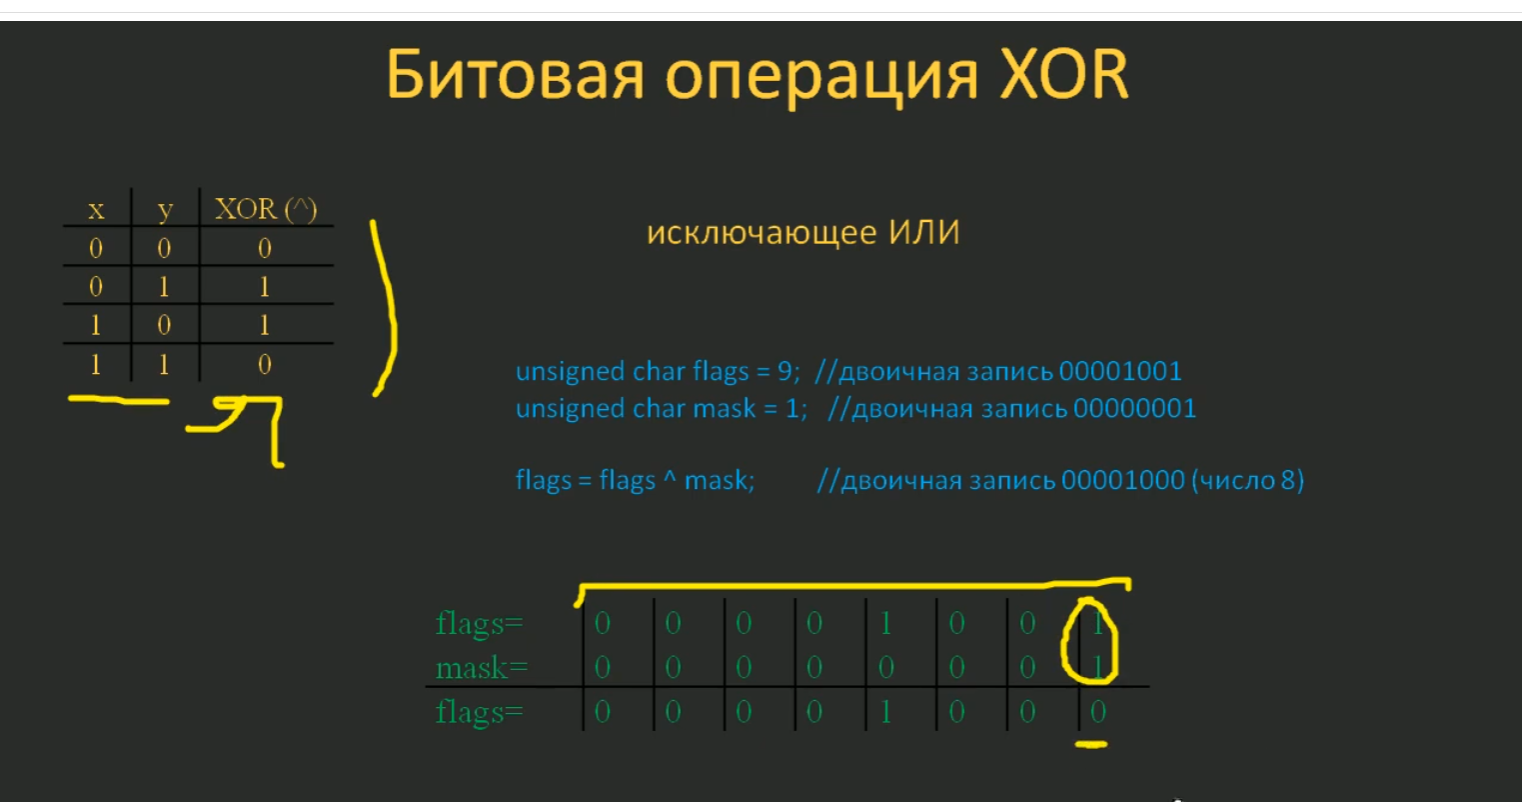 Битовая операция XOR
x y XOR (^)
0 0 0
0 1 1
1 0 1
1 1 0
исключающее ИЛИ
unsigned char flags = 9; //двоичная запись 00001001
unsigned char mask = 1; //двоичная запись 00000001
flags = flags ^ mask; //двоичная запись 00001000 (число 8)
flags= 0 0 0 0 1 0 0 1
mask= 0 0 0 0 0 0 0 1
flags= 0 0 0 0 1 0 0 0